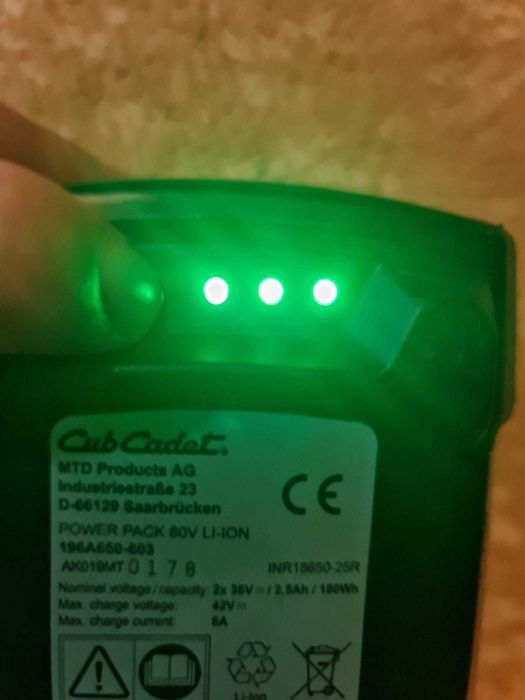 Cub Cadet®
MTD Products AG
Industriestraße 23
D-66129 Saarbrücken
CE
POWER PACK 80V LI-ION
196A650-603
AK019MT 0178 INR18650-25R
Nominal voltage/capacity: 2x 36V⎓ / 2,5Ah / 180Wh
Max. charge voltage: 42V⎓
Max. charge current: 6A
Li-Ion